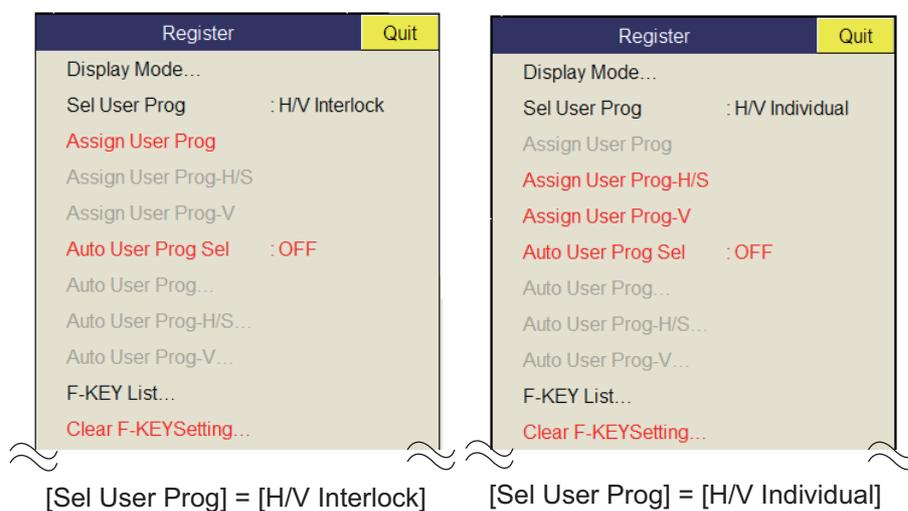 Register Quit
Display Mode...
Sel User Prog : H/V Interlock
Assign User Prog
Assign User Prog-H/S
Assign User Prog-V
Auto User Prog Sel : OFF
Auto User Prog...
Auto User Prog-H/S...
Auto User Prog-V...
F-KEY List...
Clear F-KEYSetting...
[Sel User Prog] = [H/V Interlock]
Register Quit
Display Mode...
Sel User Prog : H/V Individual
Assign User Prog
Assign User Prog-H/S
Assign User Prog-V
Auto User Prog Sel : OFF
Auto User Prog...
Auto User Prog-H/S...
Auto User Prog-V...
F-KEY List...
Clear F-KEYSetting...
[Sel User Prog] = [H/V Individual]